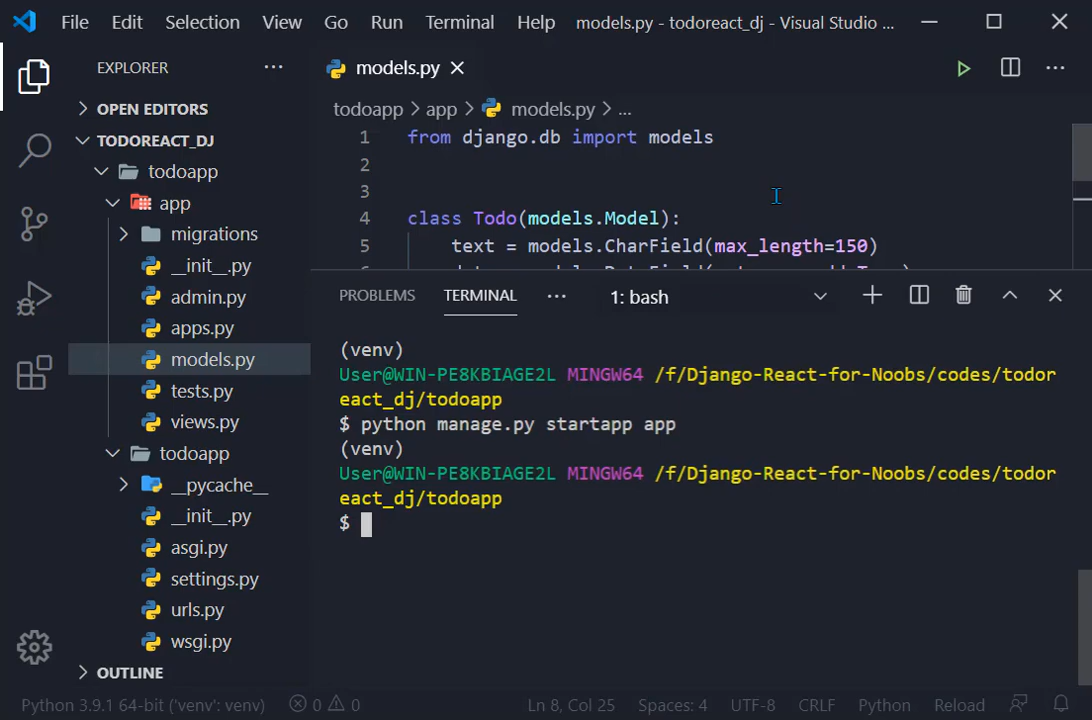 File Edit Selection View Go Run Terminal Help models.py - todoreact_dj - Visual Studio ...
EXPLORER
OPEN EDITORS
TODOREACT_DJ
todoapp
app
migrations
__init__.py
admin.py
apps.py
models.py
tests.py
views.py
todoapp
__pycache__
__init__.py
asgi.py
settings.py
urls.py
wsgi.py
OUTLINE
models.py
todoapp > app > models.py > ...
1 from django.db import models
2
3
4 class Todo(models.Model):
5 text = models.CharField(max_length=150)
PROBLEMS TERMINAL ... 1: bash
(venv)
User@WIN-PE8KBIAGE2L MINGW64 /f/Django-React-for-Noobs/codes/todor
eact_dj/todoapp
$ python manage.py startapp app
(venv)
User@WIN-PE8KBIAGE2L MINGW64 /f/Django-React-for-Noobs/codes/todor
eact_dj/todoapp
$
Python 3.9.1 64-bit ('venv': venv) 0 0 Ln 8, Col 25 Spaces: 4 UTF-8 CRLF Python Reload